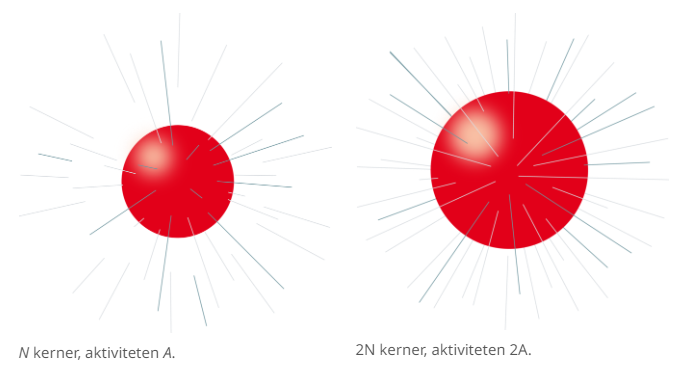 N kerner, aktiviteten A.
2N kerner, aktiviteten 2A.